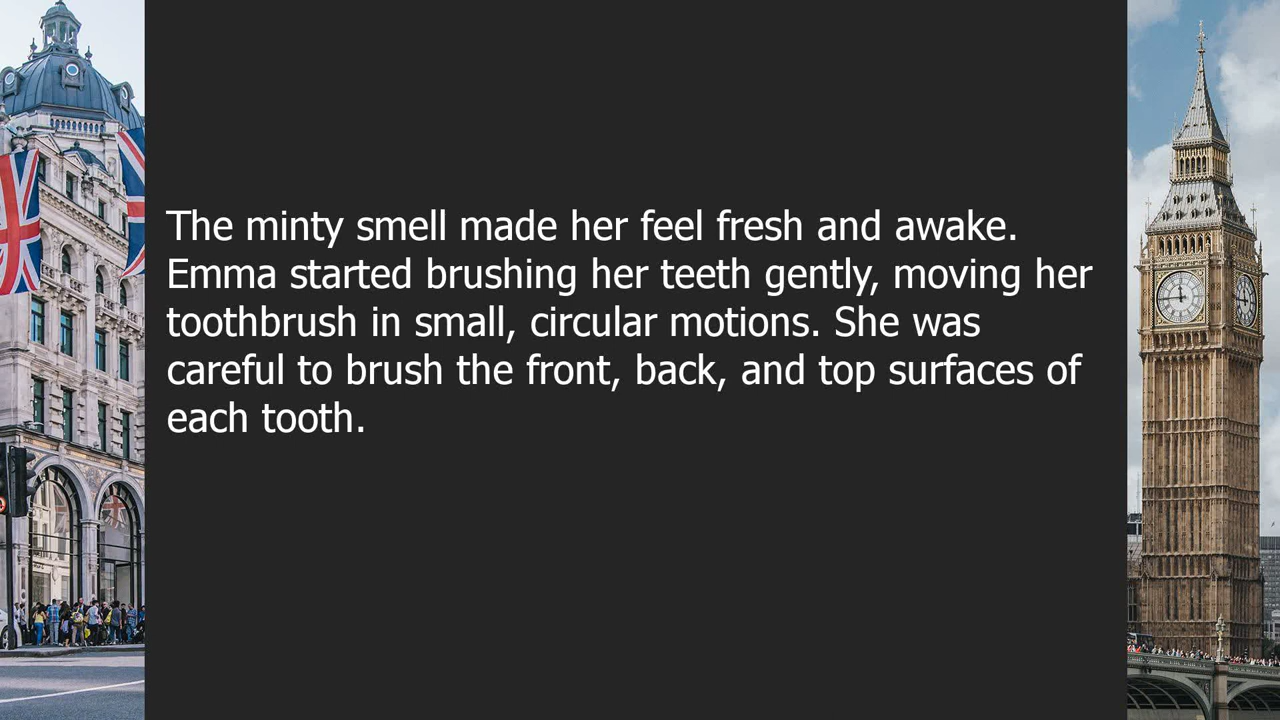 The minty smell made her feel fresh and awake.
Emma started brushing her teeth gently, moving her
toothbrush in small, circular motions. She was
careful to brush the front, back, and top surfaces of
each tooth.